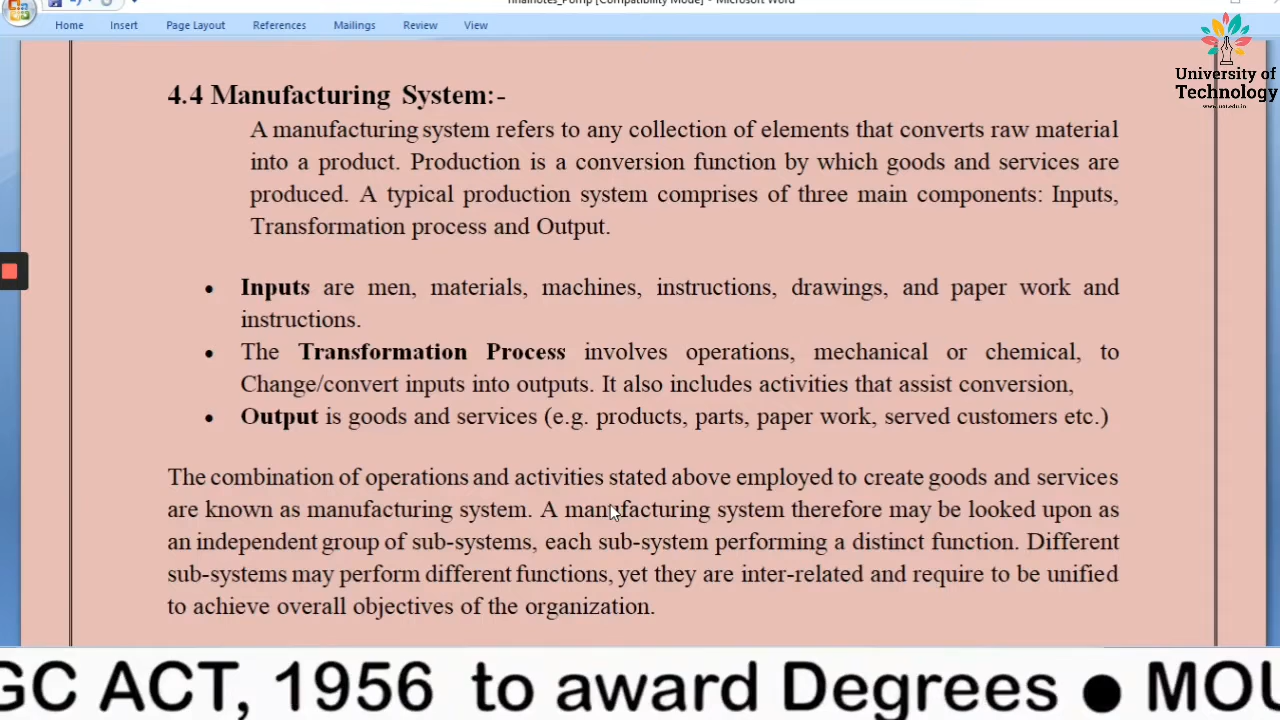 Home Insert Page Layout References Mailings Review View
University of
Technology
4.4 Manufacturing System:-
A manufacturing system refers to any collection of elements that converts raw material
into a product. Production is a conversion function by which goods and services are
produced. A typical production system comprises of three main components: Inputs,
Transformation process and Output.
• Inputs are men, materials, machines, instructions, drawings, and paper work and
instructions.
• The Transformation Process involves operations, mechanical or chemical, to
Change/convert inputs into outputs. It also includes activities that assist conversion,
• Output is goods and services (e.g. products, parts, paper work, served customers etc.)
The combination of operations and activities stated above employed to create goods and services
are known as manufacturing system. A manufacturing system therefore may be looked upon as
an independent group of sub-systems, each sub-system performing a distinct function. Different
sub-systems may perform different functions, yet they are inter-related and require to be unified
to achieve overall objectives of the organization.
GC ACT, 1956 to award Degrees ● MOU